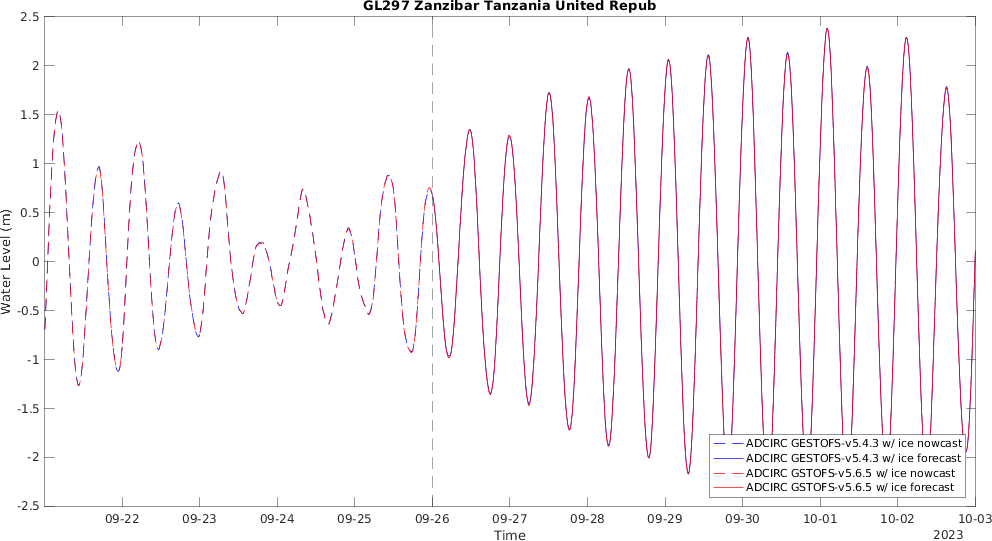 GL297 Zanzibar Tanzania United Repub
2.5
2
1.5
1
0.5
0
-0.5
-1
-1.5
-2
-2.5
Water Level (m)
ADCIRC GESTOFS-v5.4.3 w/ ice nowcast
ADCIRC GESTOFS-v5.4.3 w/ ice forecast
ADCIRC GSTOFS-v5.6.5 w/ ice nowcast
ADCIRC GSTOFS-v5.6.5 w/ ice forecast
09-22 09-23 09-24 09-25 09-26 09-27 09-28 09-29 09-30 10-01 10-02 10-03
Time
2023